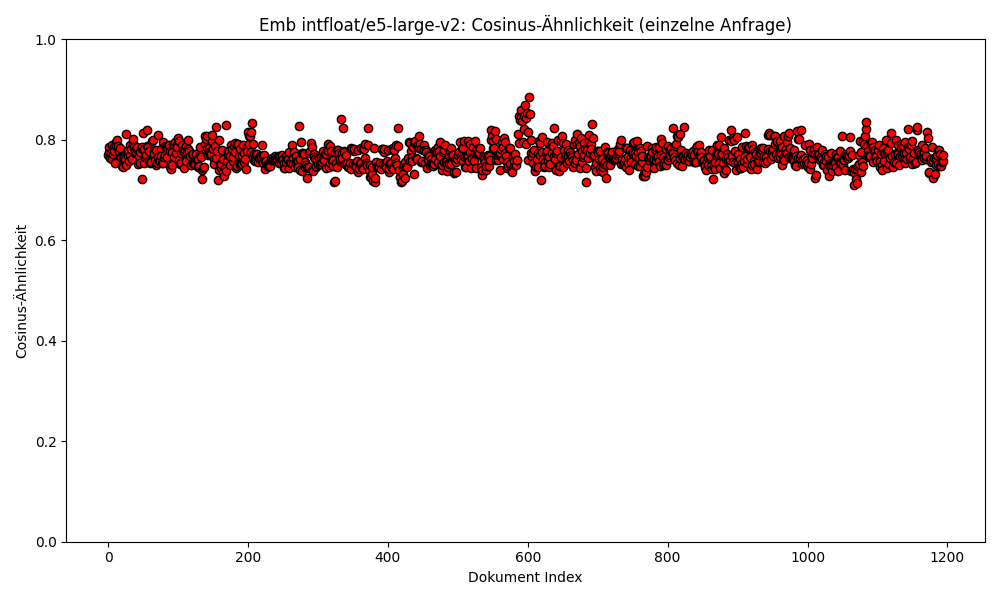 Emb intfloat/e5-large-v2: Cosinus-Ähnlichkeit (einzelne Anfrage)
1.0
0.8
0.6
0.4
0.2
0.0
Cosinus-Ähnlichkeit
0 200 400 600 800 1000 1200
Dokument Index